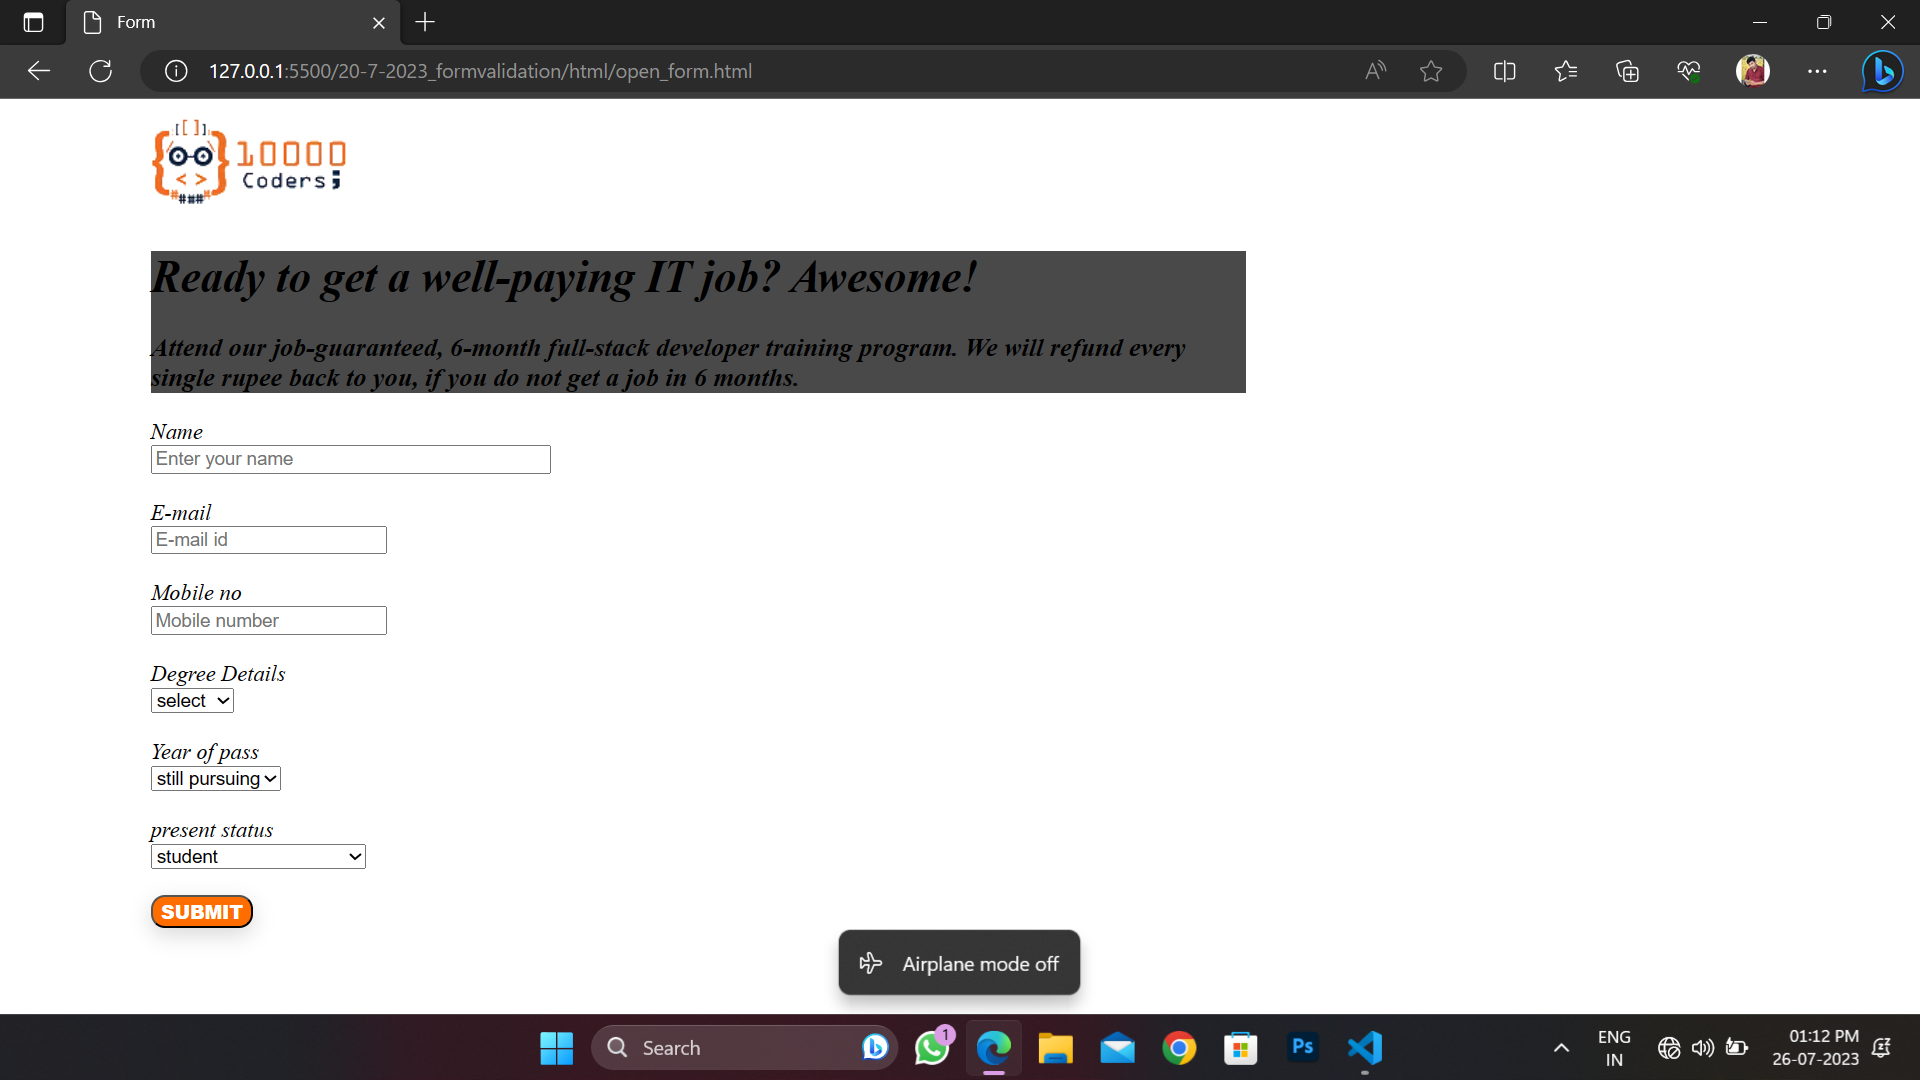 Form
127.0.0.1:5500/20-7-2023_formvalidation/html/open_form.html
10000
Coders;
Ready to get a well-paying IT job? Awesome!
Attend our job-guaranteed, 6-month full-stack developer training program. We will refund every
single rupee back to you, if you do not get a job in 6 months.
Name
Enter your name
E-mail
E-mail id
Mobile no
Mobile number
Degree Details
select
Year of pass
still pursuing
present status
student
SUBMIT
Airplane mode off
Search
1
Ps
ENG
IN
01:12 PM
26-07-2023